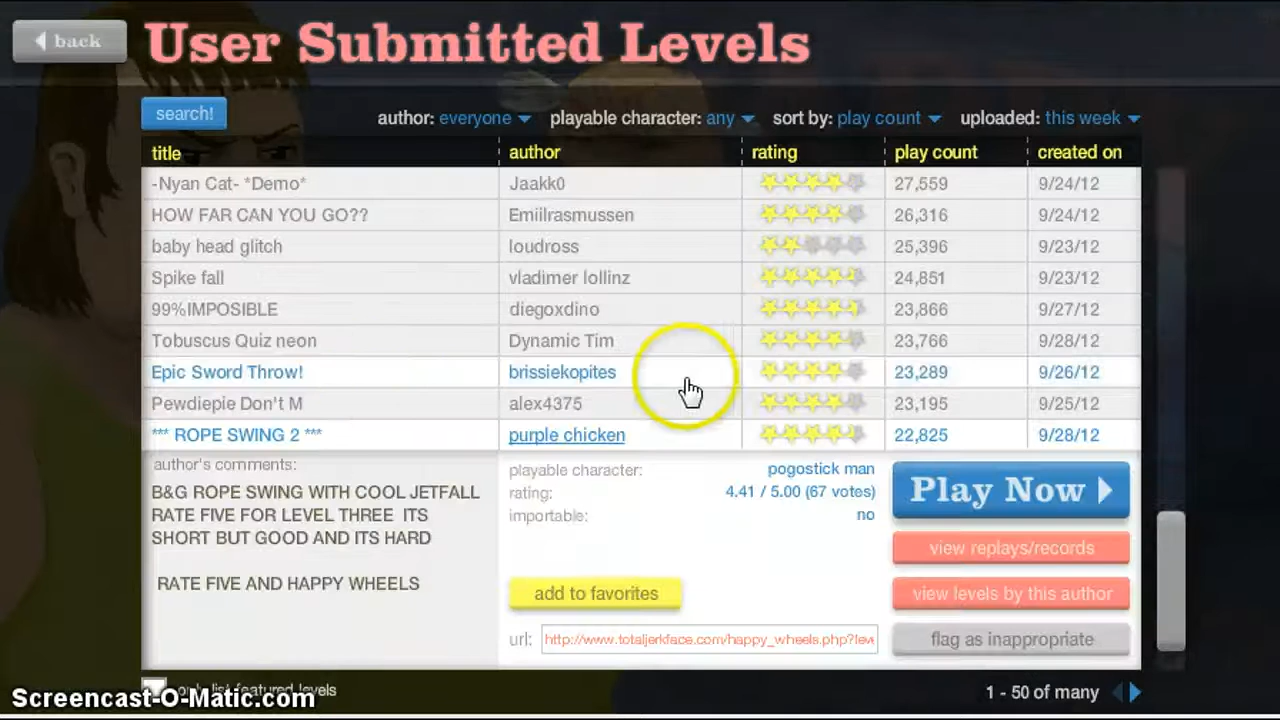 back
User Submitted Levels
search!
author: everyone playable character: any sort by: play count uploaded: this week
title author rating play count created on
-Nyan Cat- *Demo* Jaakk0 27,559 9/24/12
HOW FAR CAN YOU GO?? Emiilrasmussen 26,316 9/24/12
baby head glitch loudross 25,396 9/23/12
Spike fall vladimer lollinz 24,851 9/23/12
99%IMPOSIBLE diegoxdino 23,866 9/27/12
Tobuscus Quiz neon Dynamic Tim 23,766 9/28/12
Epic Sword Throw! brissiekopites 23,289 9/26/12
Pewdiepie Don't M alex4375 23,195 9/25/12
*** ROPE SWING 2 *** purple chicken 22,825 9/28/12
author's comments:
B&G ROPE SWING WITH COOL JETFALL
RATE FIVE FOR LEVEL THREE ITS
SHORT BUT GOOD AND ITS HARD
RATE FIVE AND HAPPY WHEELS
playable character: pogostick man
rating: 4.41 / 5.00 (67 votes)
importable: no
add to favorites
url: http://www.totaljerkface.com/happy_wheels.php?lev
Play Now
view replays/records
view levels by this author
flag as inappropriate
only list featured levels
1 - 50 of many
Screencast-O-Matic.com